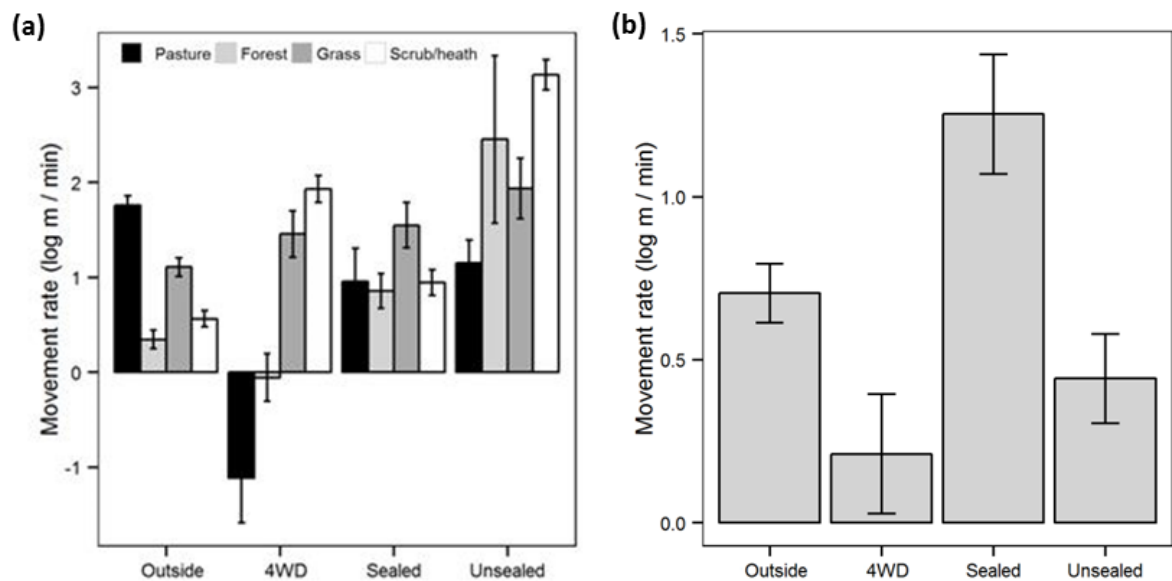 (a)
Pasture Forest Grass Scrub/heath
Movement rate (log m / min)
3
2
1
0
-1
Outside 4WD Sealed Unsealed
(b)
Movement rate (log m / min)
1.5
1.0
0.5
0.0
Outside 4WD Sealed Unsealed